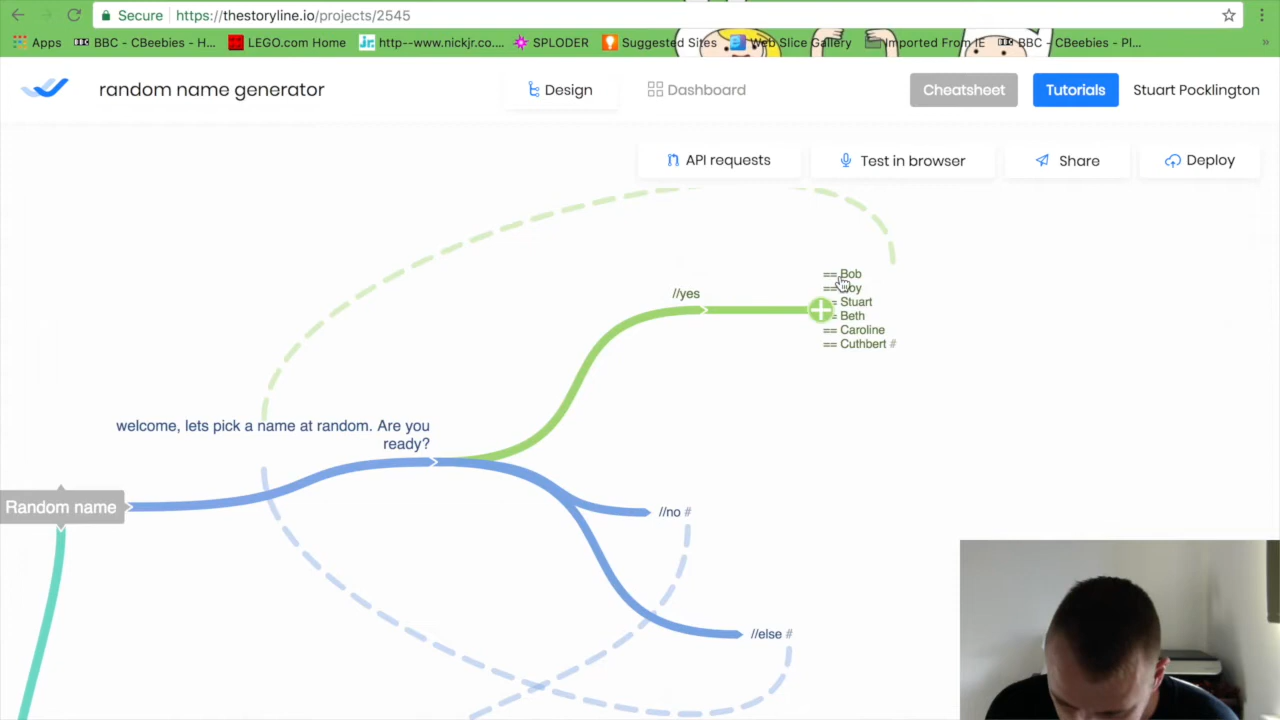 Secure https://thestoryline.io/projects/2545
Apps BBC - CBeebies - H... LEGO.com Home http--www.nickjr.co.... SPLODER Suggested Sites Web Slice Gallery Imported From IE BBC - CBeebies - Pl... »
random name generator Design Dashboard Cheatsheet Tutorials Stuart Pocklington
API requests Test in browser Share Deploy
== Bob
//yes
Stuart
Beth
== Caroline
== Cuthbert #
welcome, lets pick a name at random. Are you
ready?
Random name
//no #
//else #